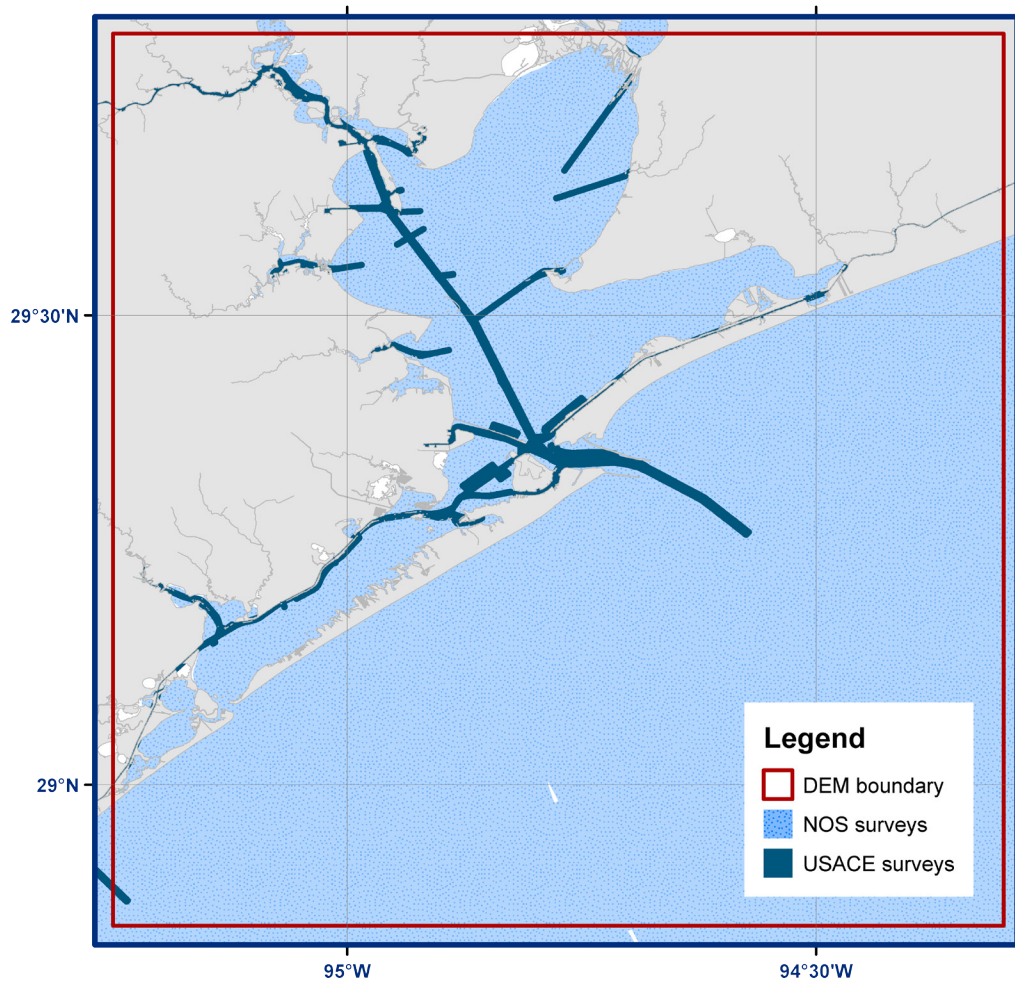 29°30'N
29°N
Legend
DEM boundary
NOS surveys
USACE surveys
95°W
94°30'W